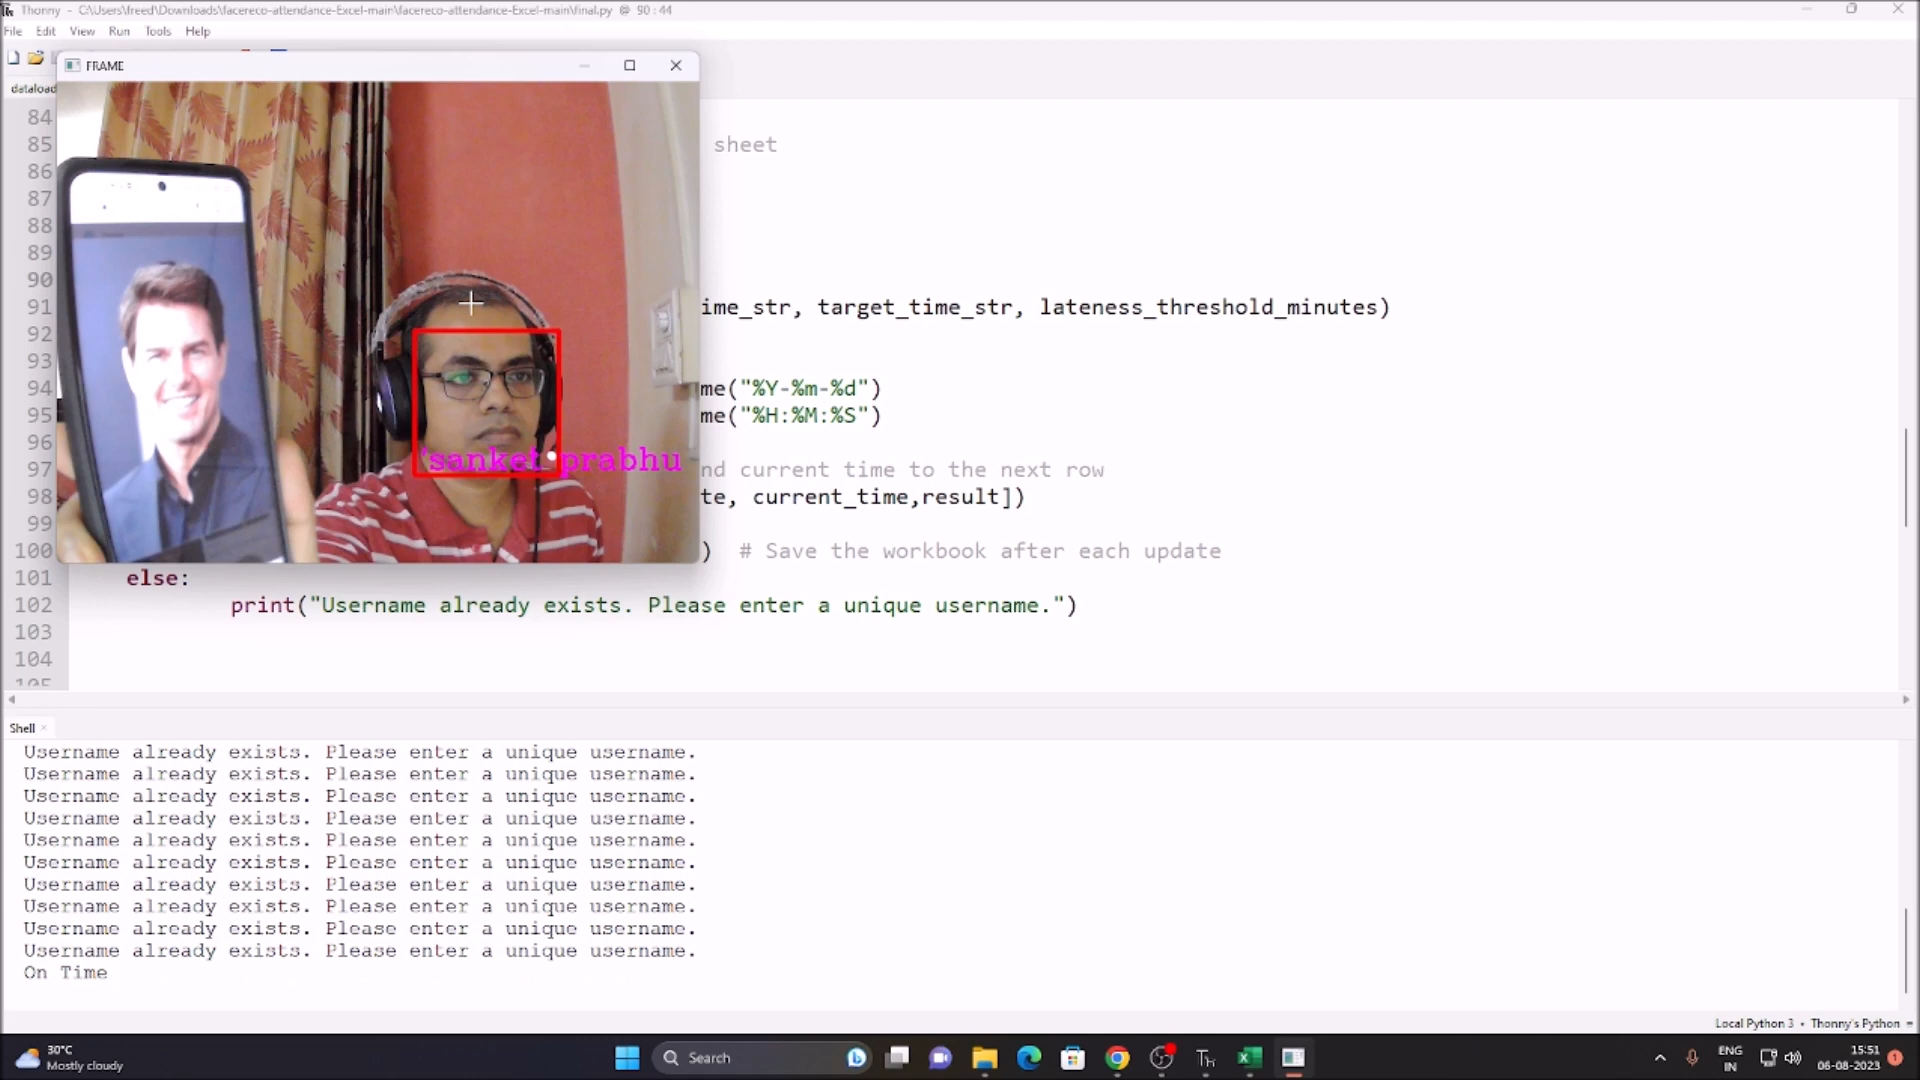 Thonny - C:\Users\freed\Downloads\facereco-attendance-Excel-main\facereco-attendance-Excel-main\final.py @ 90 : 44
File Edit View Run Tools Help
FRAME
dataload
84
85 sheet
86
87
88
89
90
91 ime_str, target_time_str, lateness_threshold_minutes)
92
93
94 me("%Y-%m-%d")
95 me("%H:%M:%S")
96
'sanket prabhu
97 nd current time to the next row
98 te, current_time,result])
99
100 ) # Save the workbook after each update
101 else:
102 print("Username already exists. Please enter a unique username.")
103
104
105
Shell
Username already exists. Please enter a unique username.
Username already exists. Please enter a unique username.
Username already exists. Please enter a unique username.
Username already exists. Please enter a unique username.
Username already exists. Please enter a unique username.
Username already exists. Please enter a unique username.
Username already exists. Please enter a unique username.
Username already exists. Please enter a unique username.
Username already exists. Please enter a unique username.
Username already exists. Please enter a unique username.
On Time
Local Python 3 • Thonny's Python
30°C
Mostly cloudy
Search
ENG
IN
15:51
06-08-2023
1